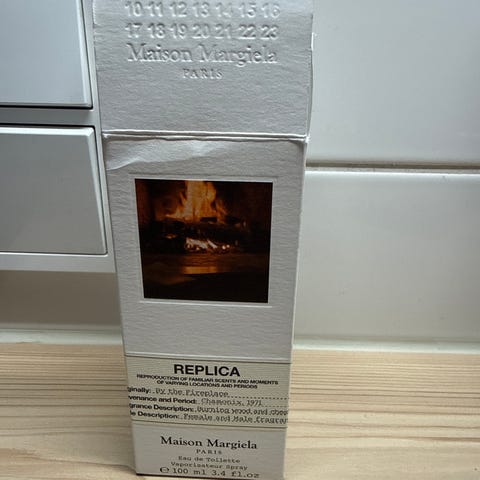 10 11 12 13 14 15 16
17 18 19 20 21 22 23
Maison Margiela
PARIS
REPLICA
REPRODUCTION OF FAMILIAR SCENTS AND MOMENTS
OF VARYING LOCATIONS AND PERIODS
ginally: By the Fireplace
venance and Period: Chamonix, 1971
grance Description: Burning wood and ches
le Description: Female and Male fragran
Maison Margiela
PARIS
Eau de Toilette
Vaporisateur Spray
℮ 100 ml 3.4 fl.oz